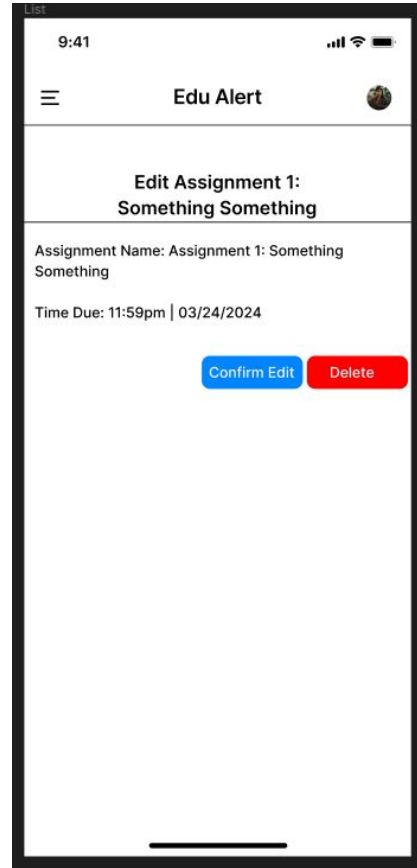 List
9:41
Edu Alert
Edit Assignment 1:
Something Something
Assignment Name: Assignment 1: Something
Something
Time Due: 11:59pm | 03/24/2024
Confirm Edit
Delete